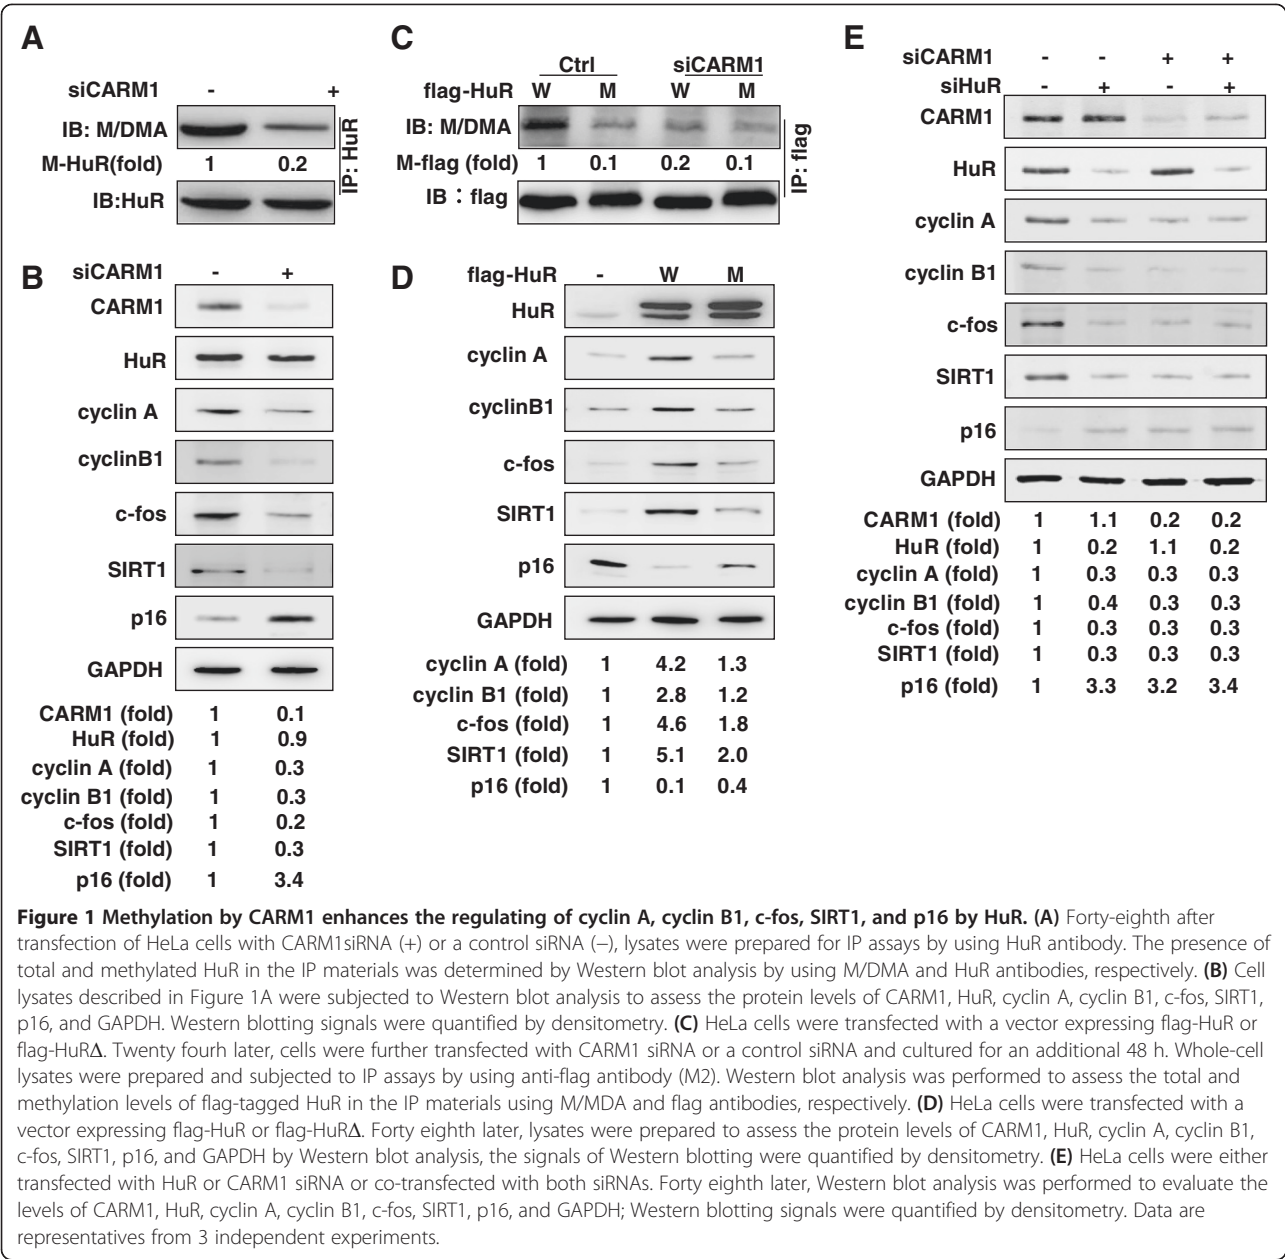 A
siCARM1 - +
IB: M/DMA
M-HuR(fold) 1 0.2
IB:HuR
IP: HuR
B
siCARM1 - +
CARM1
HuR
cyclin A
cyclinB1
c-fos
SIRT1
p16
GAPDH
CARM1 (fold) 1 0.1
HuR (fold) 1 0.9
cyclin A (fold) 1 0.3
cyclin B1 (fold) 1 0.3
c-fos (fold) 1 0.2
SIRT1 (fold) 1 0.3
p16 (fold) 1 3.4
C
Ctrl siCARM1
flag-HuR W M W M
IB: M/DMA
M-flag (fold) 1 0.1 0.2 0.1
IB : flag
IP: flag
D
flag-HuR - W M
HuR
cyclin A
cyclinB1
c-fos
SIRT1
p16
GAPDH
cyclin A (fold) 1 4.2 1.3
cyclin B1 (fold) 1 2.8 1.2
c-fos (fold) 1 4.6 1.8
SIRT1 (fold) 1 5.1 2.0
p16 (fold) 1 0.1 0.4
E
siCARM1 - - + +
siHuR - + - +
CARM1
HuR
cyclin A
cyclin B1
c-fos
SIRT1
p16
GAPDH
CARM1 (fold) 1 1.1 0.2 0.2
HuR (fold) 1 0.2 1.1 0.2
cyclin A (fold) 1 0.3 0.3 0.3
cyclin B1 (fold) 1 0.4 0.3 0.3
c-fos (fold) 1 0.3 0.3 0.3
SIRT1 (fold) 1 0.3 0.3 0.3
p16 (fold) 1 3.3 3.2 3.4
Figure 1 Methylation by CARM1 enhances the regulating of cyclin A, cyclin B1, c-fos, SIRT1, and p16 by HuR. (A) Forty-eighth after
transfection of HeLa cells with CARM1siRNA (+) or a control siRNA (−), lysates were prepared for IP assays by using HuR antibody. The presence of
total and methylated HuR in the IP materials was determined by Western blot analysis by using M/DMA and HuR antibodies, respectively. (B) Cell
lysates described in Figure 1A were subjected to Western blot analysis to assess the protein levels of CARM1, HuR, cyclin A, cyclin B1, c-fos, SIRT1,
p16, and GAPDH. Western blotting signals were quantified by densitometry. (C) HeLa cells were transfected with a vector expressing flag-HuR or
flag-HuRΔ. Twenty fourh later, cells were further transfected with CARM1 siRNA or a control siRNA and cultured for an additional 48 h. Whole-cell
lysates were prepared and subjected to IP assays by using anti-flag antibody (M2). Western blot analysis was performed to assess the total and
methylation levels of flag-tagged HuR in the IP materials using M/MDA and flag antibodies, respectively. (D) HeLa cells were transfected with a
vector expressing flag-HuR or flag-HuRΔ. Forty eighth later, lysates were prepared to assess the protein levels of CARM1, HuR, cyclin A, cyclin B1,
c-fos, SIRT1, p16, and GAPDH by Western blot analysis, the signals of Western blotting were quantified by densitometry. (E) HeLa cells were either
transfected with HuR or CARM1 siRNA or co-transfected with both siRNAs. Forty eighth later, Western blot analysis was performed to evaluate the
levels of CARM1, HuR, cyclin A, cyclin B1, c-fos, SIRT1, p16, and GAPDH; Western blotting signals were quantified by densitometry. Data are
representatives from 3 independent experiments.